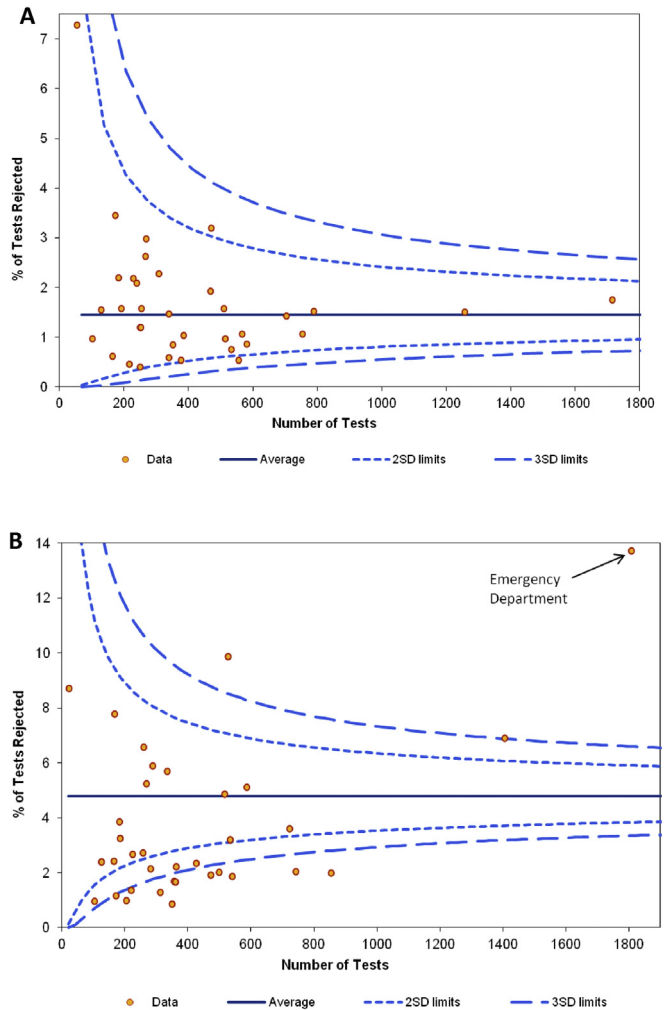 A
7
6
5
4
3
2
1
0
% of Tests Rejected
0 200 400 600 800 1000 1200 1400 1600 1800
Number of Tests
Data Average 2SD limits 3SD limits
B
14
12
10
8
6
4
2
0
% of Tests Rejected
Emergency
Department
0 200 400 600 800 1000 1200 1400 1600 1800
Number of Tests
Data Average 2SD limits 3SD limits